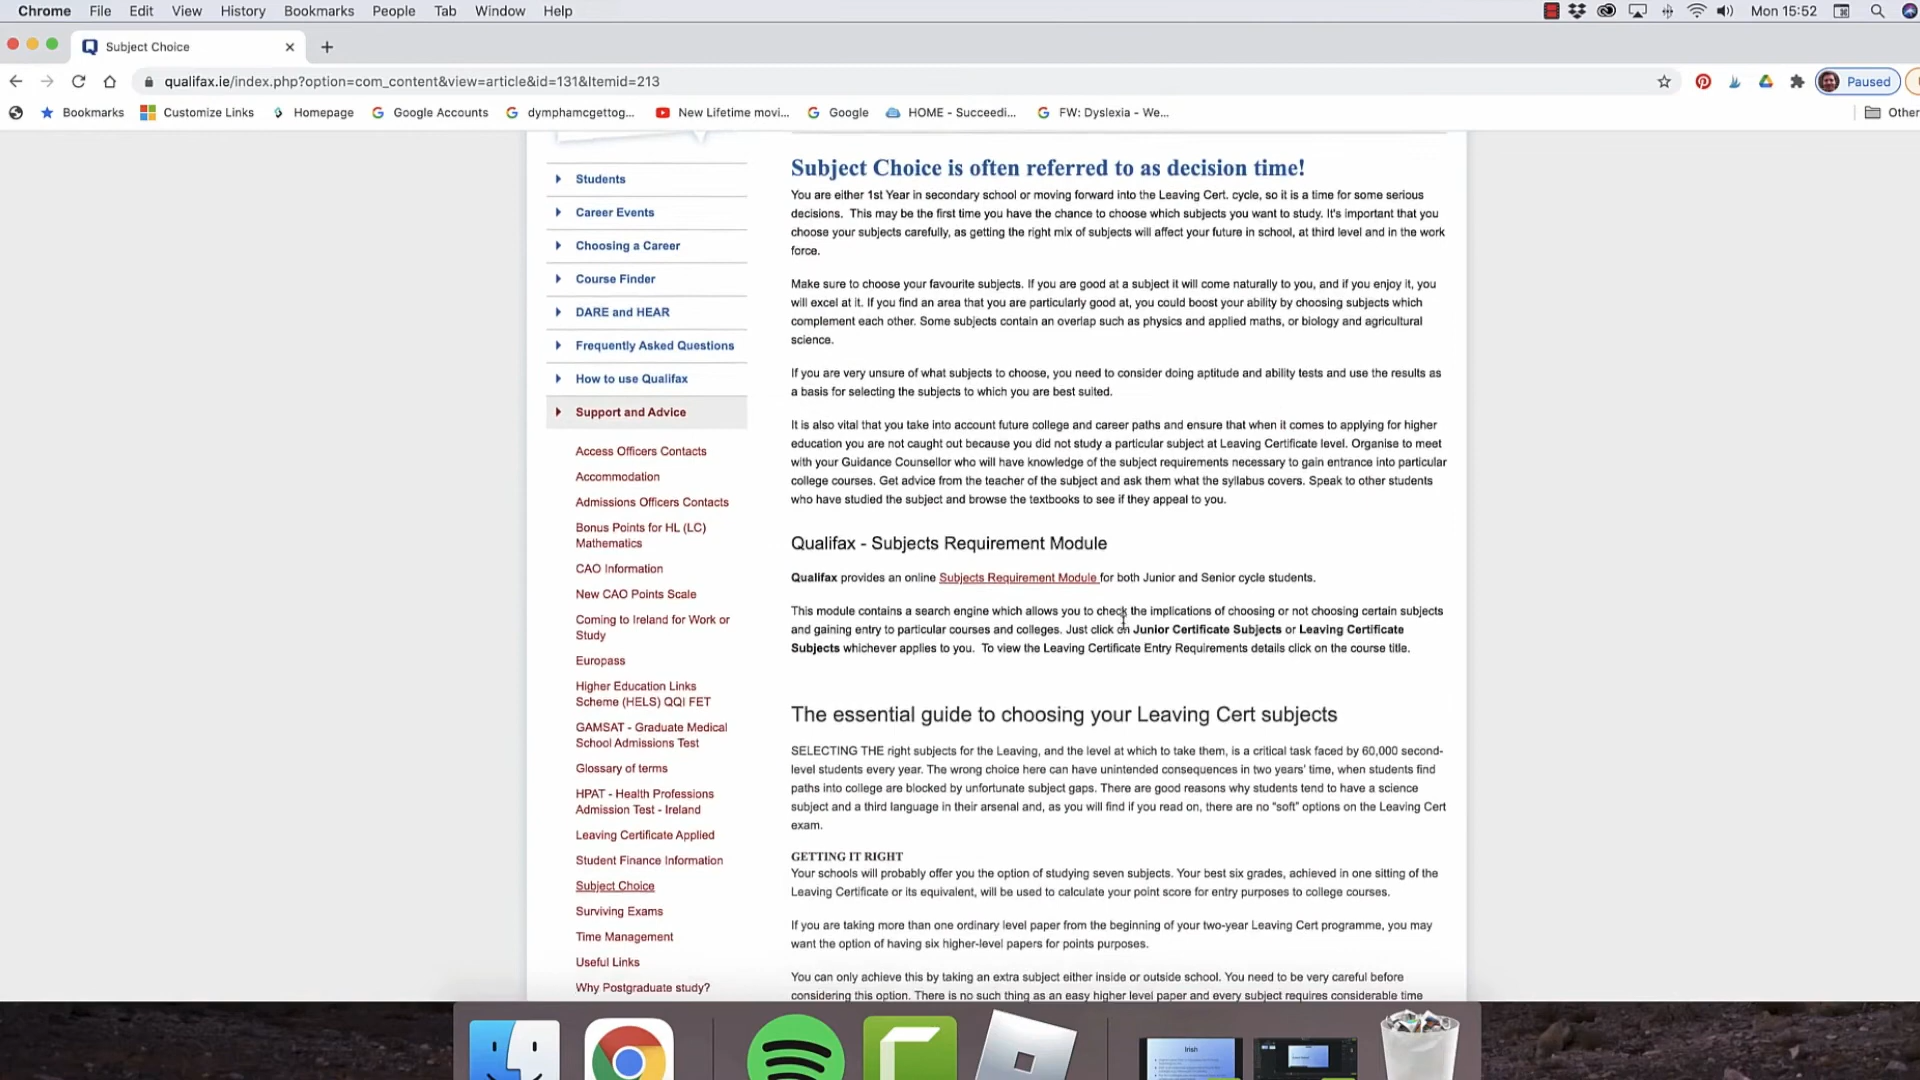 Chrome File Edit View History Bookmarks People Tab Window Help
Mon 15:52
Subject Choice
qualifax.ie/index.php?option=com_content&view=article&id=131&Itemid=213
Paused
Bookmarks Customize Links Homepage Google Accounts dymphamcgettog... New Lifetime movi... Google HOME - Succeedi... FW: Dyslexia - We... Other
Students
Career Events
Choosing a Career
Course Finder
DARE and HEAR
Frequently Asked Questions
How to use Qualifax
Support and Advice
Access Officers Contacts
Accommodation
Admissions Officers Contacts
Bonus Points for HL (LC)
Mathematics
CAO Information
New CAO Points Scale
Coming to Ireland for Work or
Study
Europass
Higher Education Links
Scheme (HELS) QQI FET
GAMSAT - Graduate Medical
School Admissions Test
Glossary of terms
HPAT - Health Professions
Admission Test - Ireland
Leaving Certificate Applied
Student Finance Information
Subject Choice
Surviving Exams
Time Management
Useful Links
Why Postgraduate study?
Subject Choice is often referred to as decision time!
You are either 1st Year in secondary school or moving forward into the Leaving Cert. cycle, so it is a time for some serious
decisions. This may be the first time you have the chance to choose which subjects you want to study. It's important that you
choose your subjects carefully, as getting the right mix of subjects will affect your future in school, at third level and in the work
force.
Make sure to choose your favourite subjects. If you are good at a subject it will come naturally to you, and if you enjoy it, you
will excel at it. If you find an area that you are particularly good at, you could boost your ability by choosing subjects which
complement each other. Some subjects contain an overlap such as physics and applied maths, or biology and agricultural
science.
If you are very unsure of what subjects to choose, you need to consider doing aptitude and ability tests and use the results as
a basis for selecting the subjects to which you are best suited.
It is also vital that you take into account future college and career paths and ensure that when it comes to applying for higher
education you are not caught out because you did not study a particular subject at Leaving Certificate level. Organise to meet
with your Guidance Counsellor who will have knowledge of the subject requirements necessary to gain entrance into particular
college courses. Get advice from the teacher of the subject and ask them what the syllabus covers. Speak to other students
who have studied the subject and browse the textbooks to see if they appeal to you.
Qualifax - Subjects Requirement Module
Qualifax provides an online Subjects Requirement Module for both Junior and Senior cycle students.
This module contains a search engine which allows you to check the implications of choosing or not choosing certain subjects
and gaining entry to particular courses and colleges. Just click on Junior Certificate Subjects or Leaving Certificate
Subjects whichever applies to you. To view the Leaving Certificate Entry Requirements details click on the course title.
The essential guide to choosing your Leaving Cert subjects
SELECTING THE right subjects for the Leaving, and the level at which to take them, is a critical task faced by 60,000 second-
level students every year. The wrong choice here can have unintended consequences in two years' time, when students find
paths into college are blocked by unfortunate subject gaps. There are good reasons why students tend to have a science
subject and a third language in their arsenal and, as you will find if you read on, there are no "soft" options on the Leaving Cert
exam.
GETTING IT RIGHT
Your schools will probably offer you the option of studying seven subjects. Your best six grades, achieved in one sitting of the
Leaving Certificate or its equivalent, will be used to calculate your point score for entry purposes to college courses.
If you are taking more than one ordinary level paper from the beginning of your two-year Leaving Cert programme, you may
want the option of having six higher-level papers for points purposes.
You can only achieve this by taking an extra subject either inside or outside school. You need to be very careful before
considering this option. There is no such thing as an easy higher level paper and every subject requires considerable time
Irish